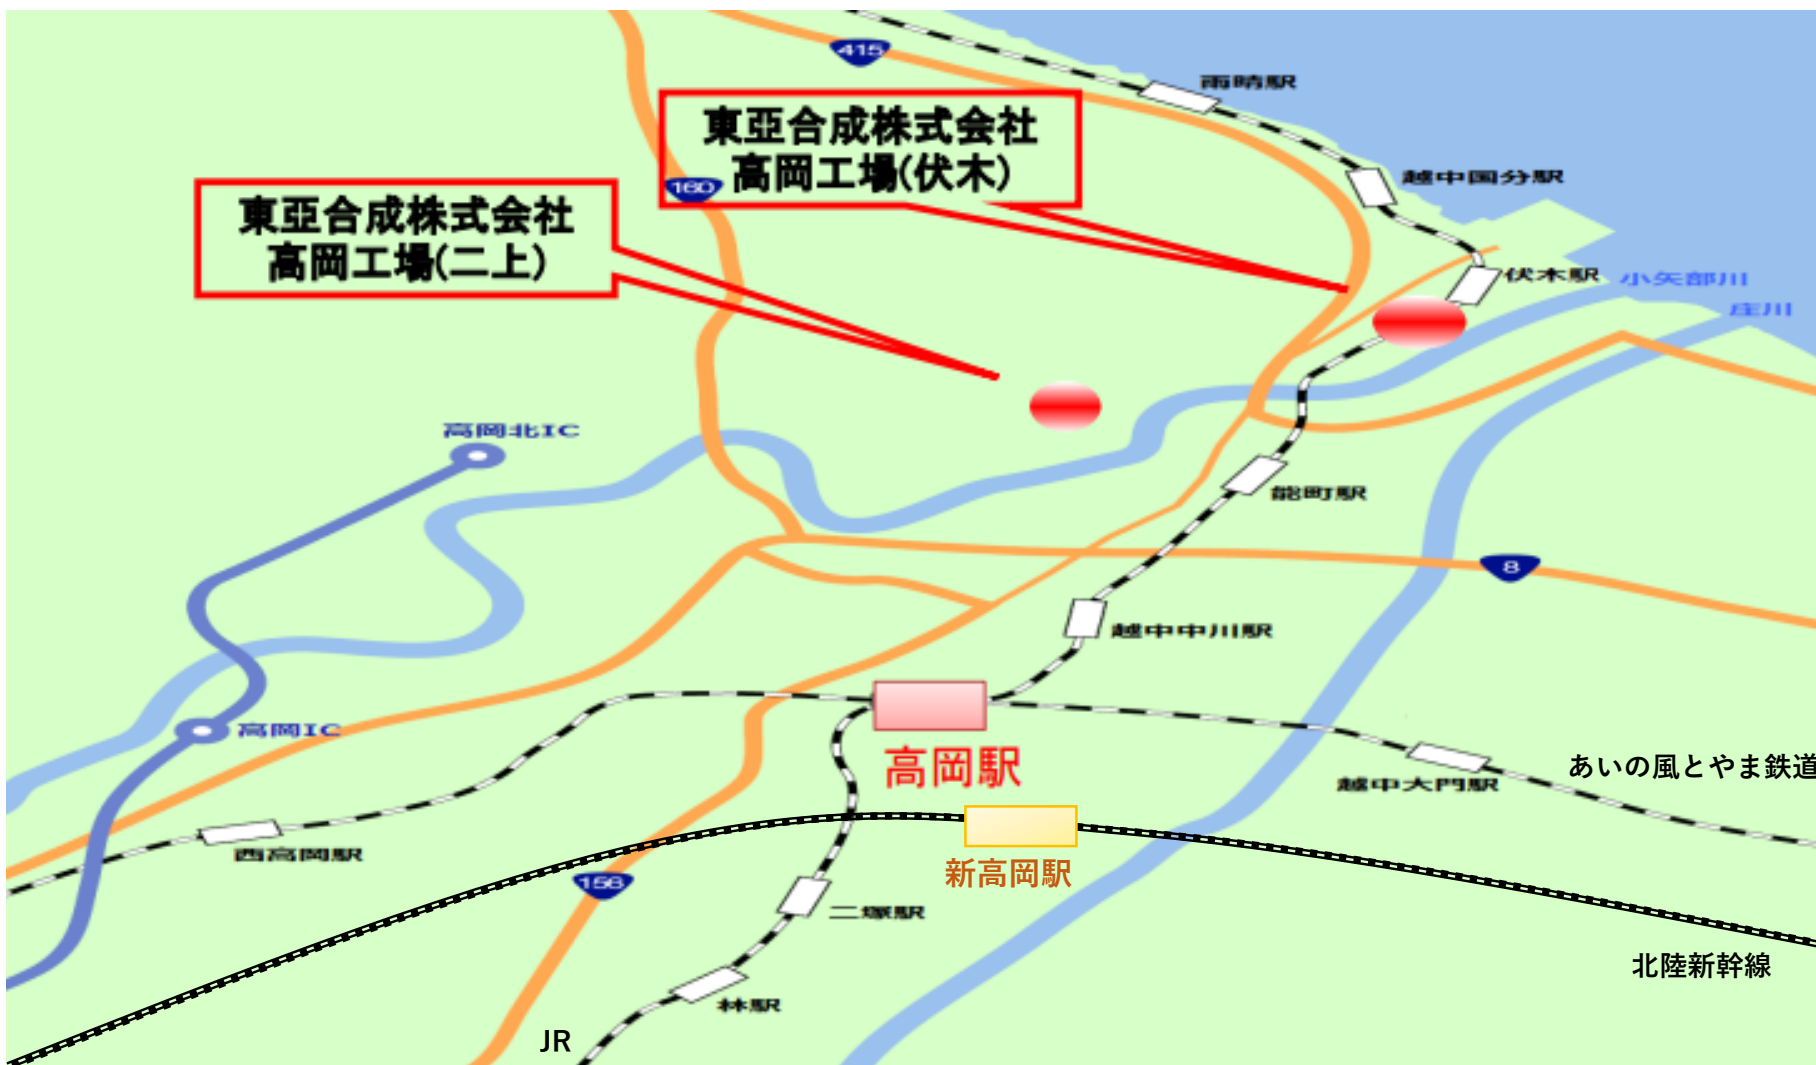 415
雨晴駅
東亞合成株式会社
高岡工場(伏木)
160
越中国分駅
東亞合成株式会社
高岡工場(二上)
伏木駅
小矢部川
庄川
高岡北IC
能町駅
8
越中中川駅
高岡IC
高岡駅
あいの風とやま鉄道
越中大門駅
西高岡駅
新高岡駅
156
二塚駅
北陸新幹線
林駅
JR